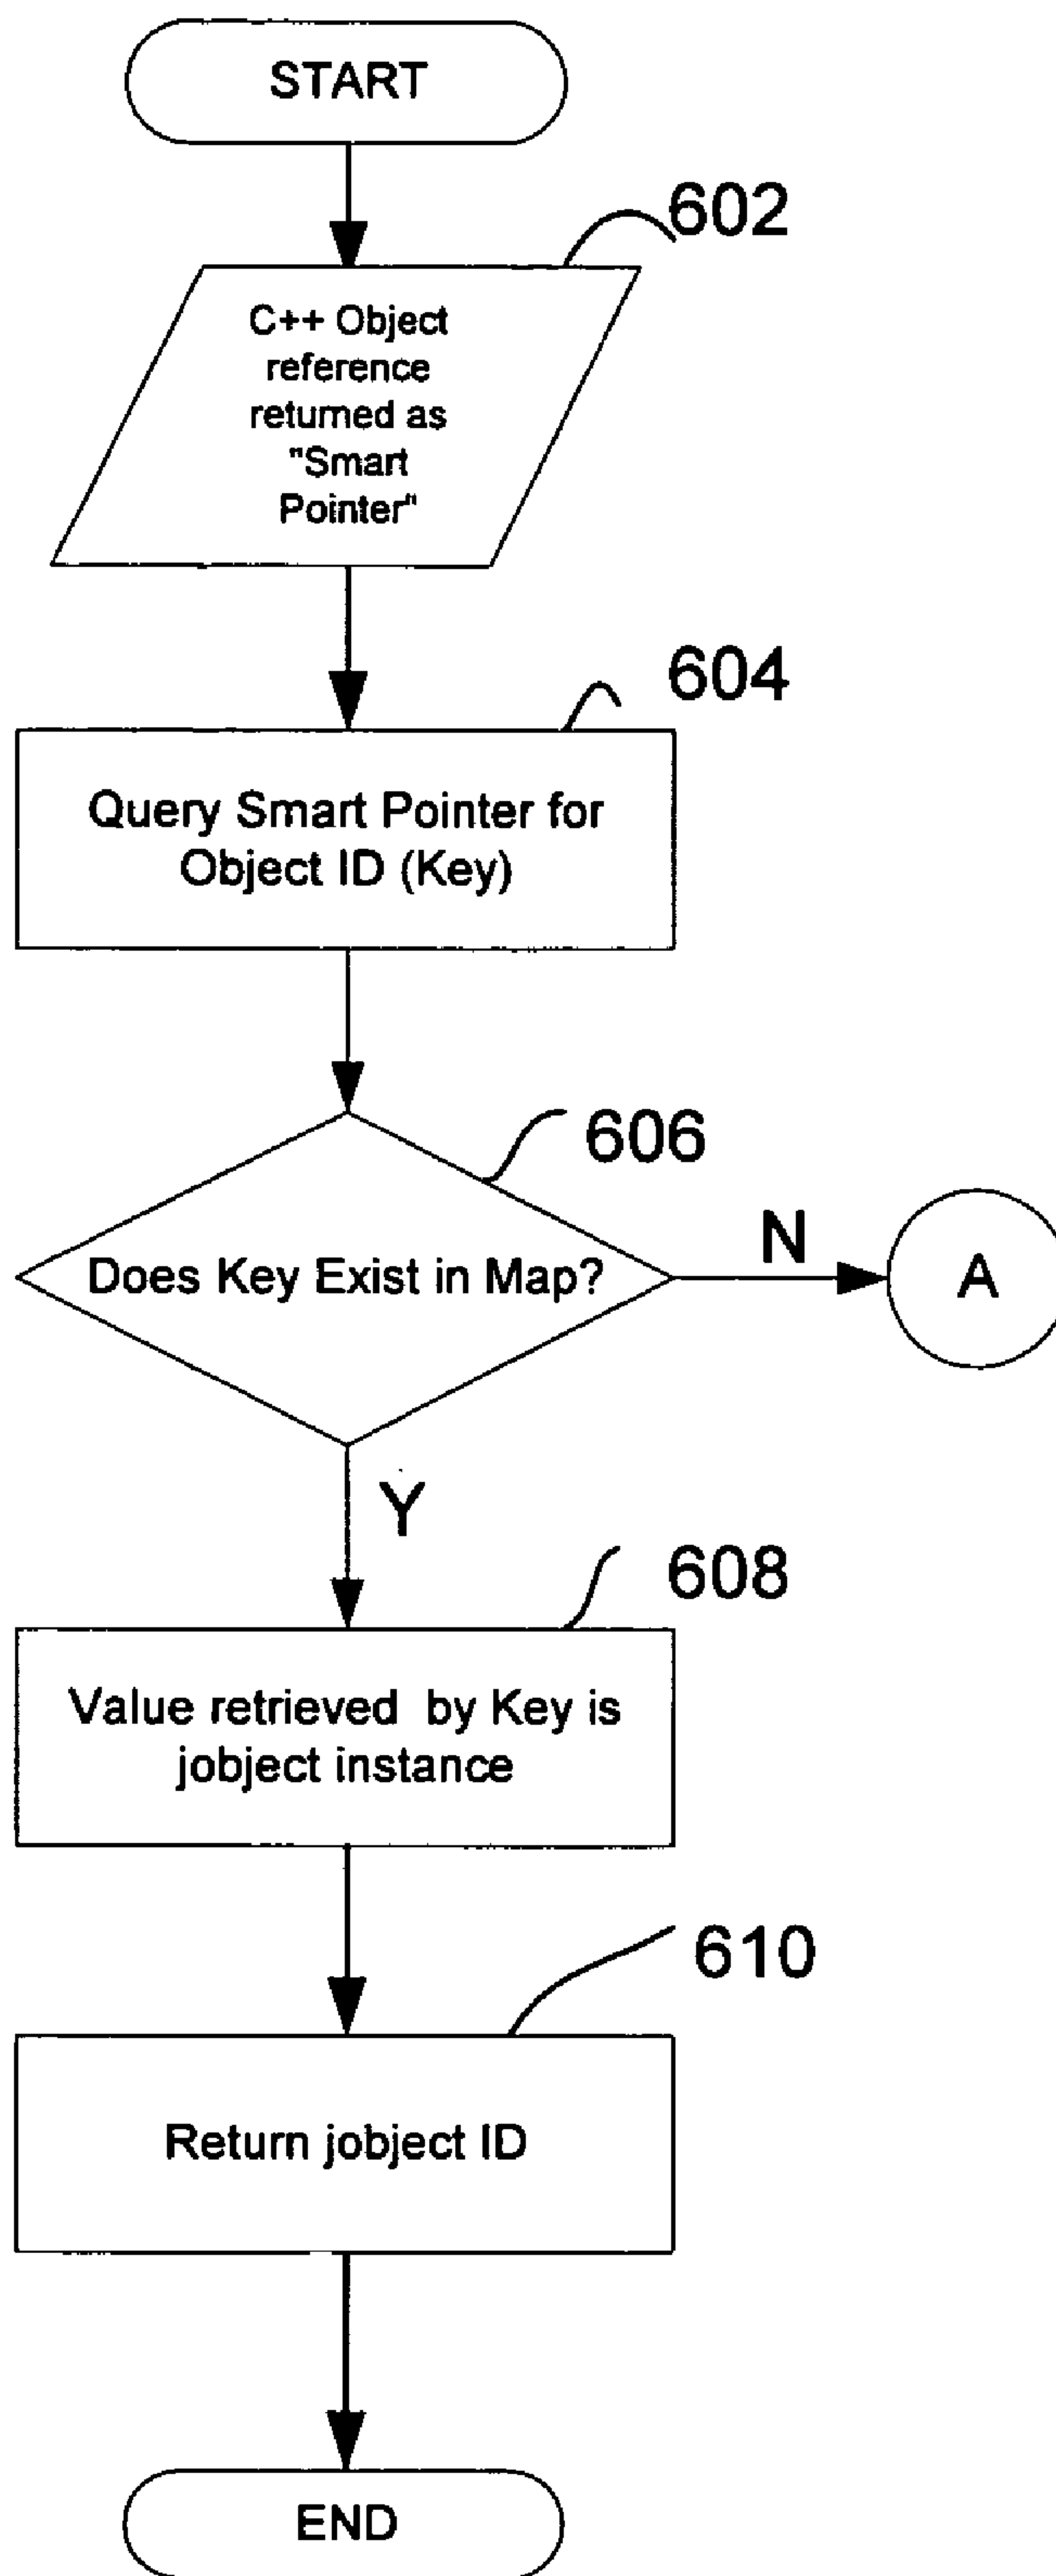 START
602
C++ Object
reference
returned as
"Smart
Pointer"
604
Query Smart Pointer for
Object ID (Key)
606
Does Key Exist in Map?
N
A
Y
608
Value retrieved by Key is
jobject instance
610
Return jobject ID
END